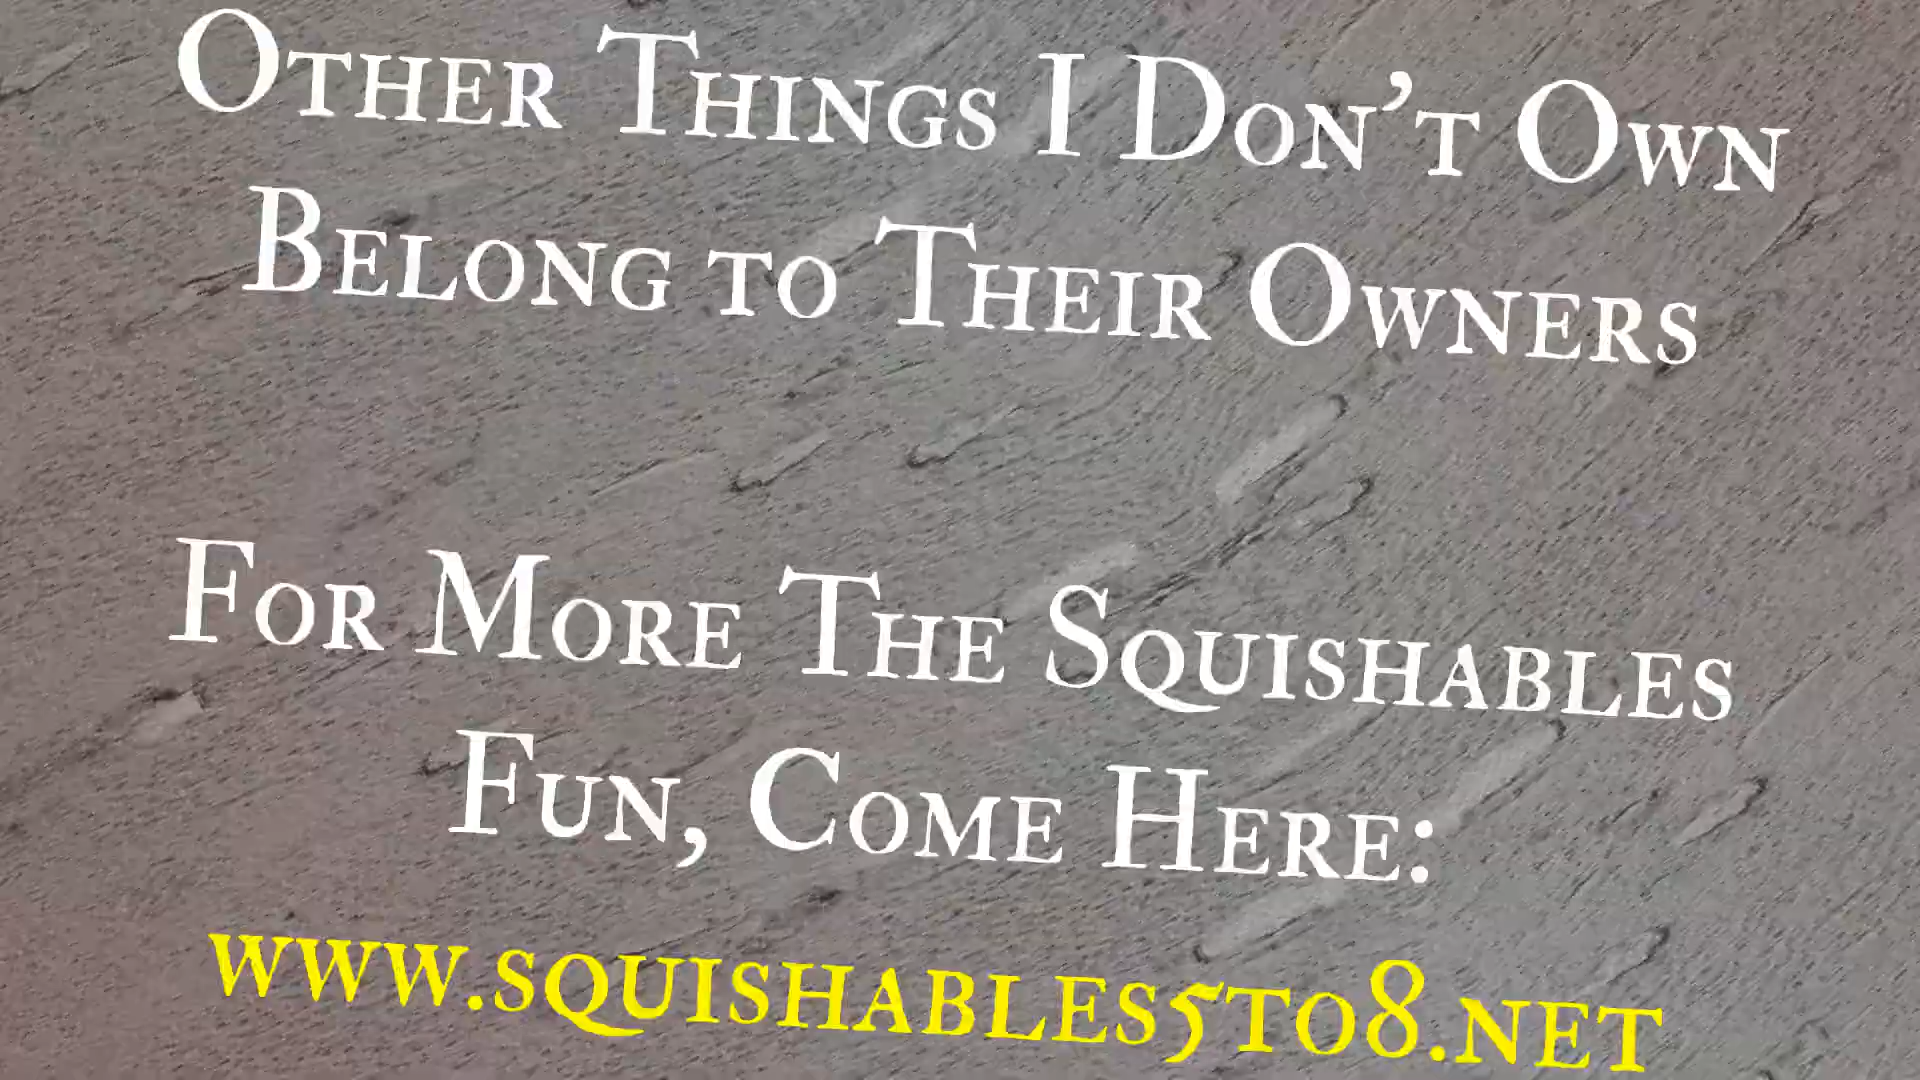 Other Things I Don't Own
Belong to Their Owners
For More The Squishables
Fun, Come Here:
www.squishables5to8.net